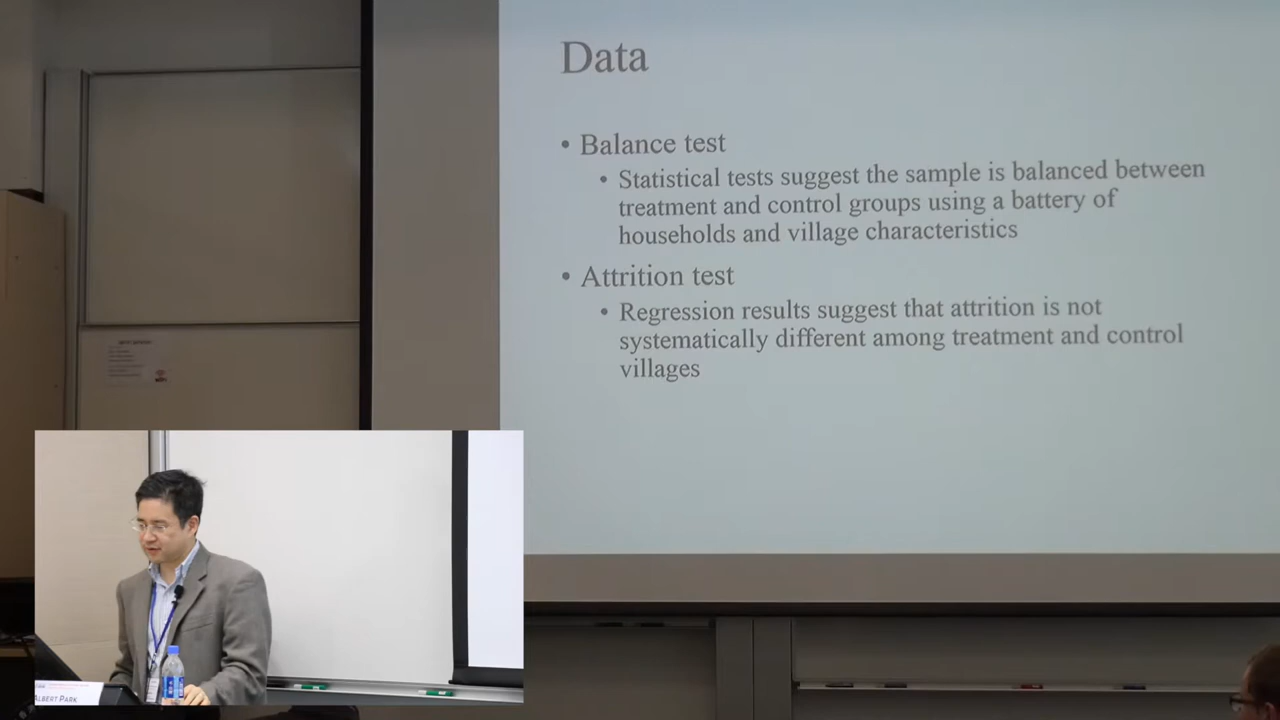 Data
• Balance test
• Statistical tests suggest the sample is balanced between
treatment and control groups using a battery of
households and village characteristics
• Attrition test
• Regression results suggest that attrition is not
systematically different among treatment and control
villages
ALBERT PARK